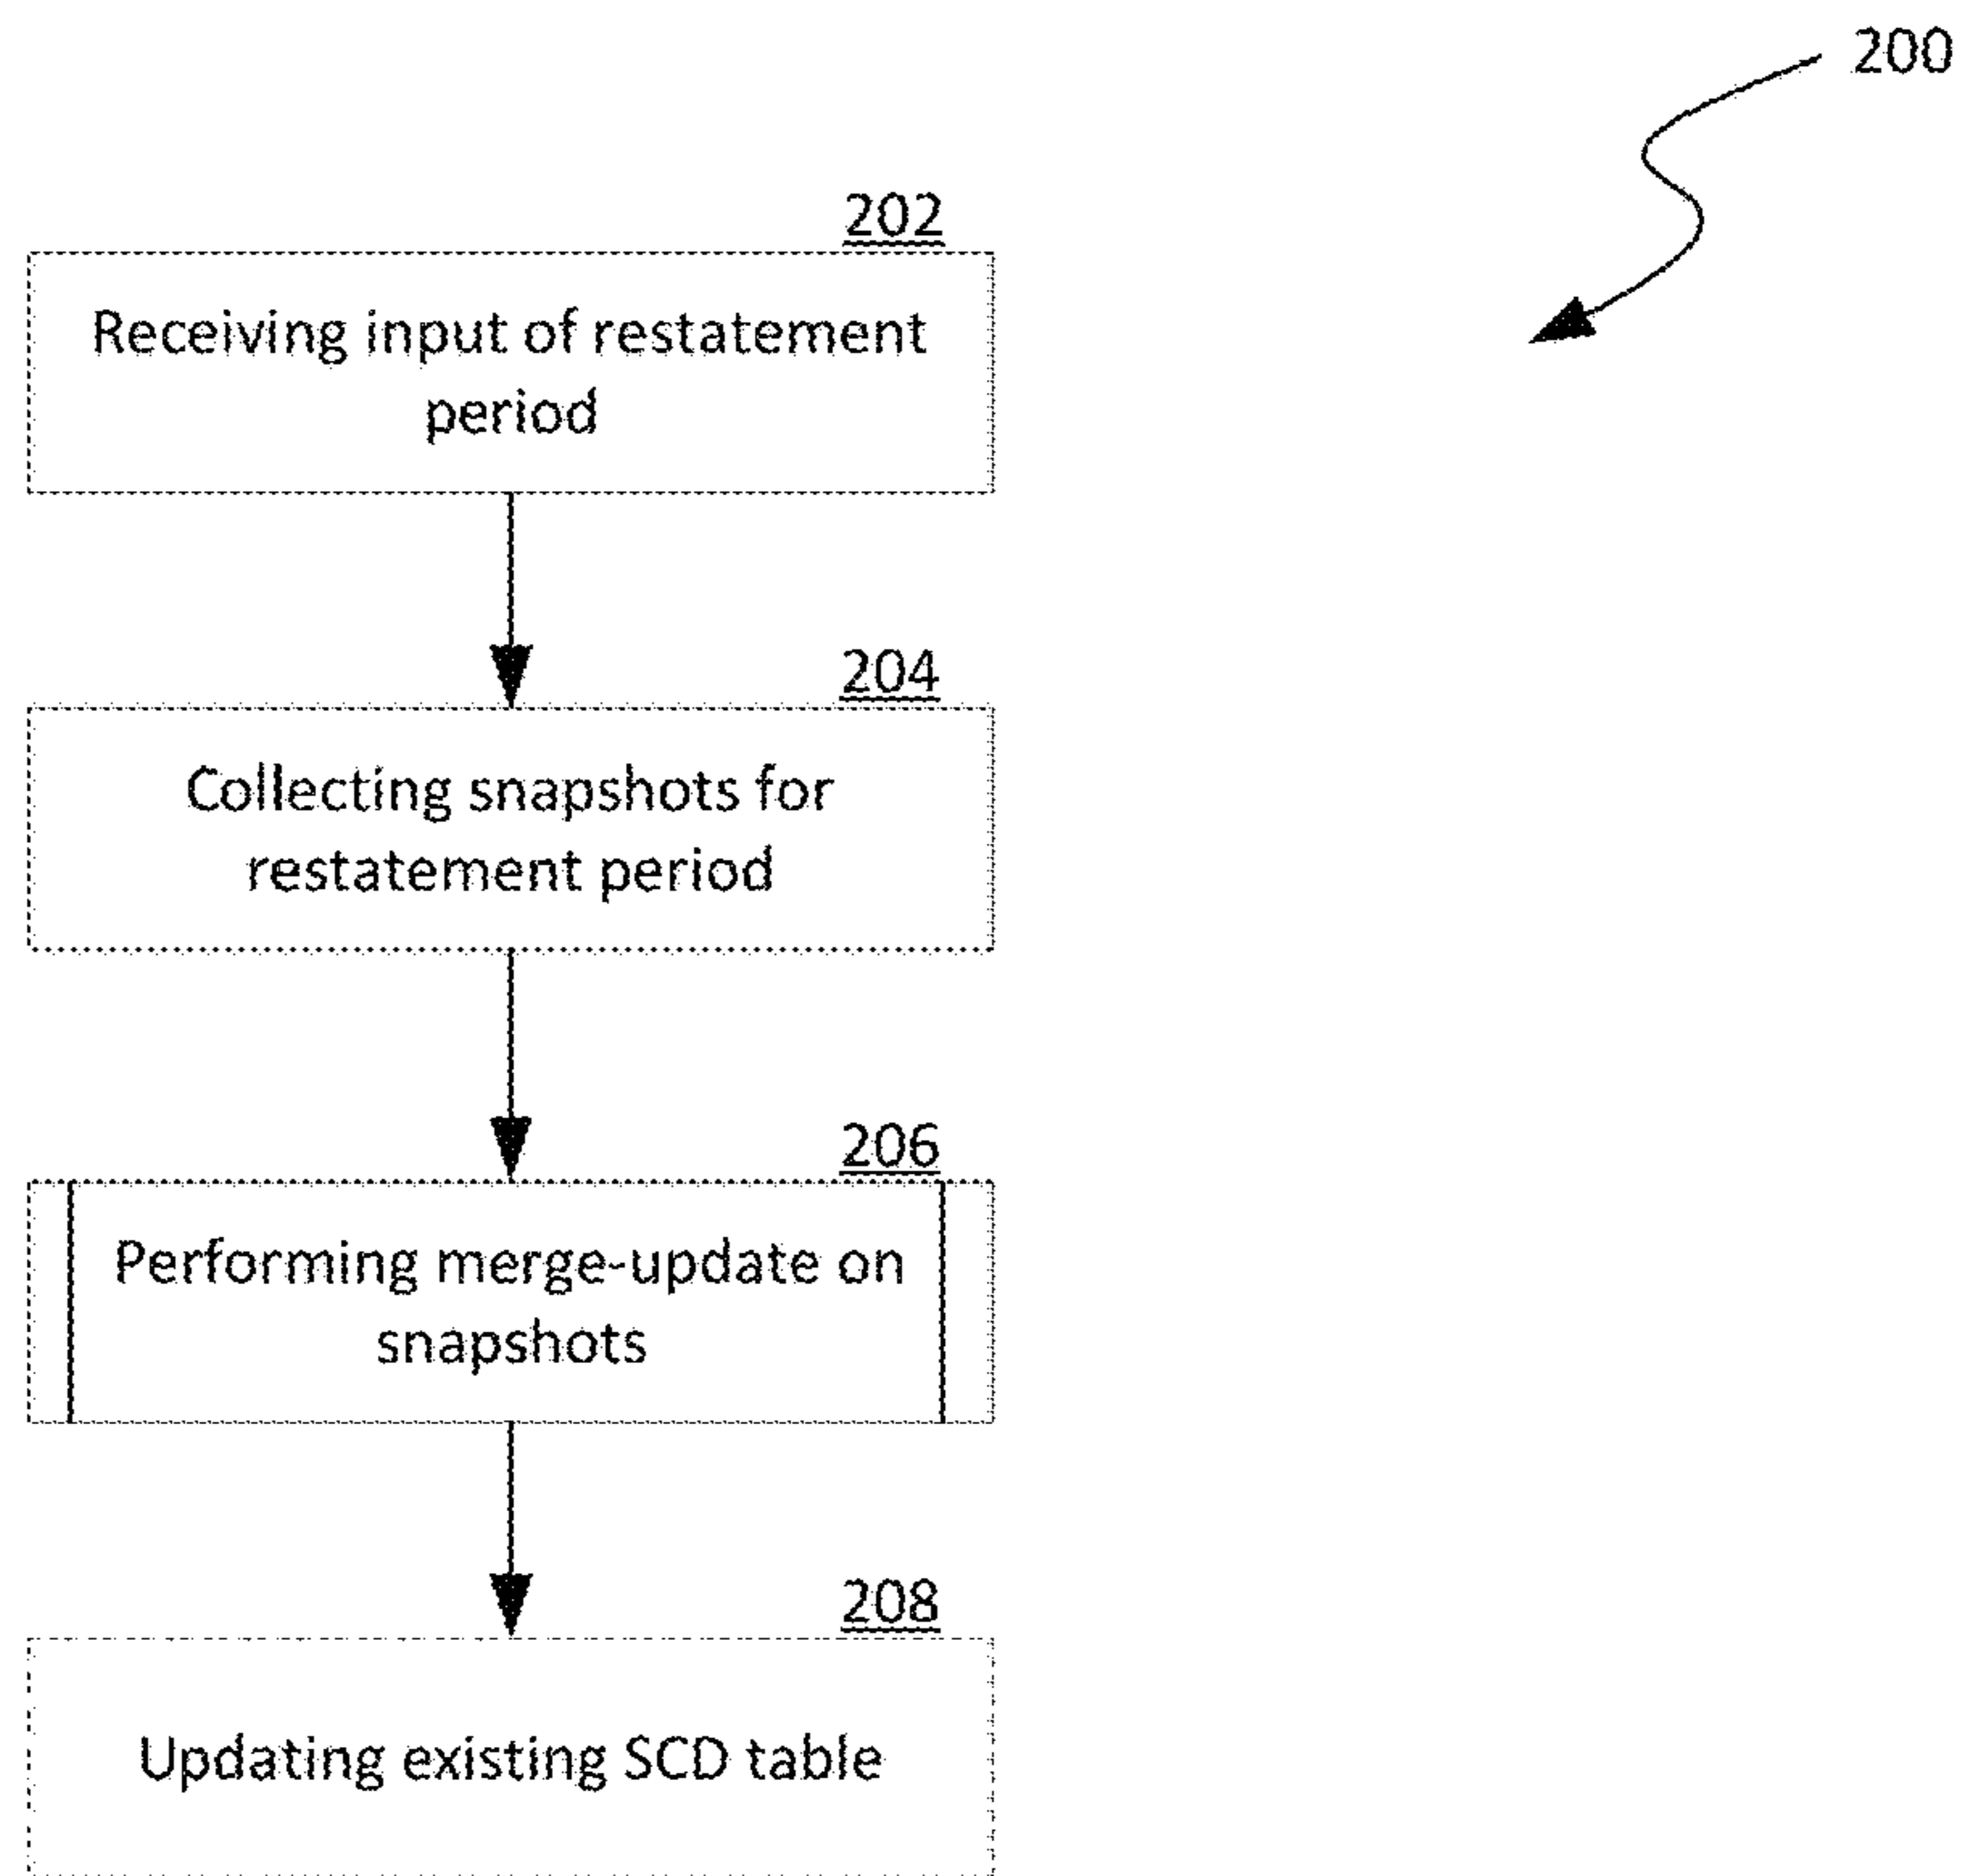 200
202
Receiving input of restatement
period
204
Collecting snapshots for
restatement period
206
Performing merge-update on
snapshots
208
Updating existing SCD table